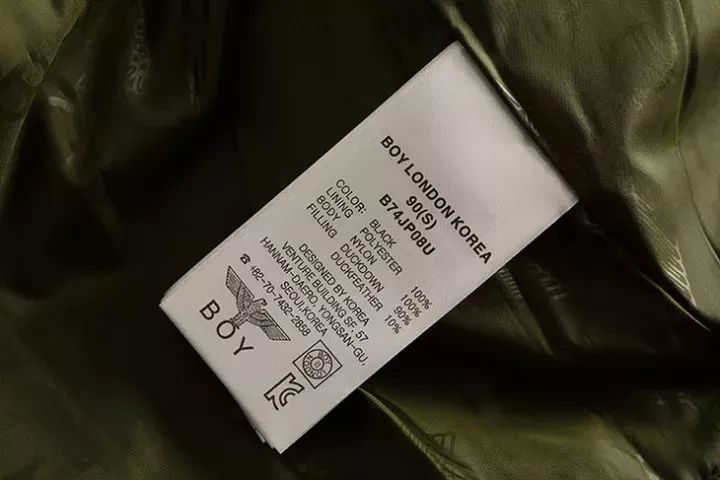 BOY LONDON KOREA
90(S)
B74JP08U
COLOR: BLACK
LINING POLYESTER 100%
BODY NYLON 100%
FILLING DUCKDOWN 90%
DUCKFEATHER 10%
DESIGNED BY KOREA
VENTURE BUILDING 5F, 57
HANNAM-DAERO, YONGSAN-GU,
SEOUL,KOREA
☎ +82-70-7432-2858
BOY